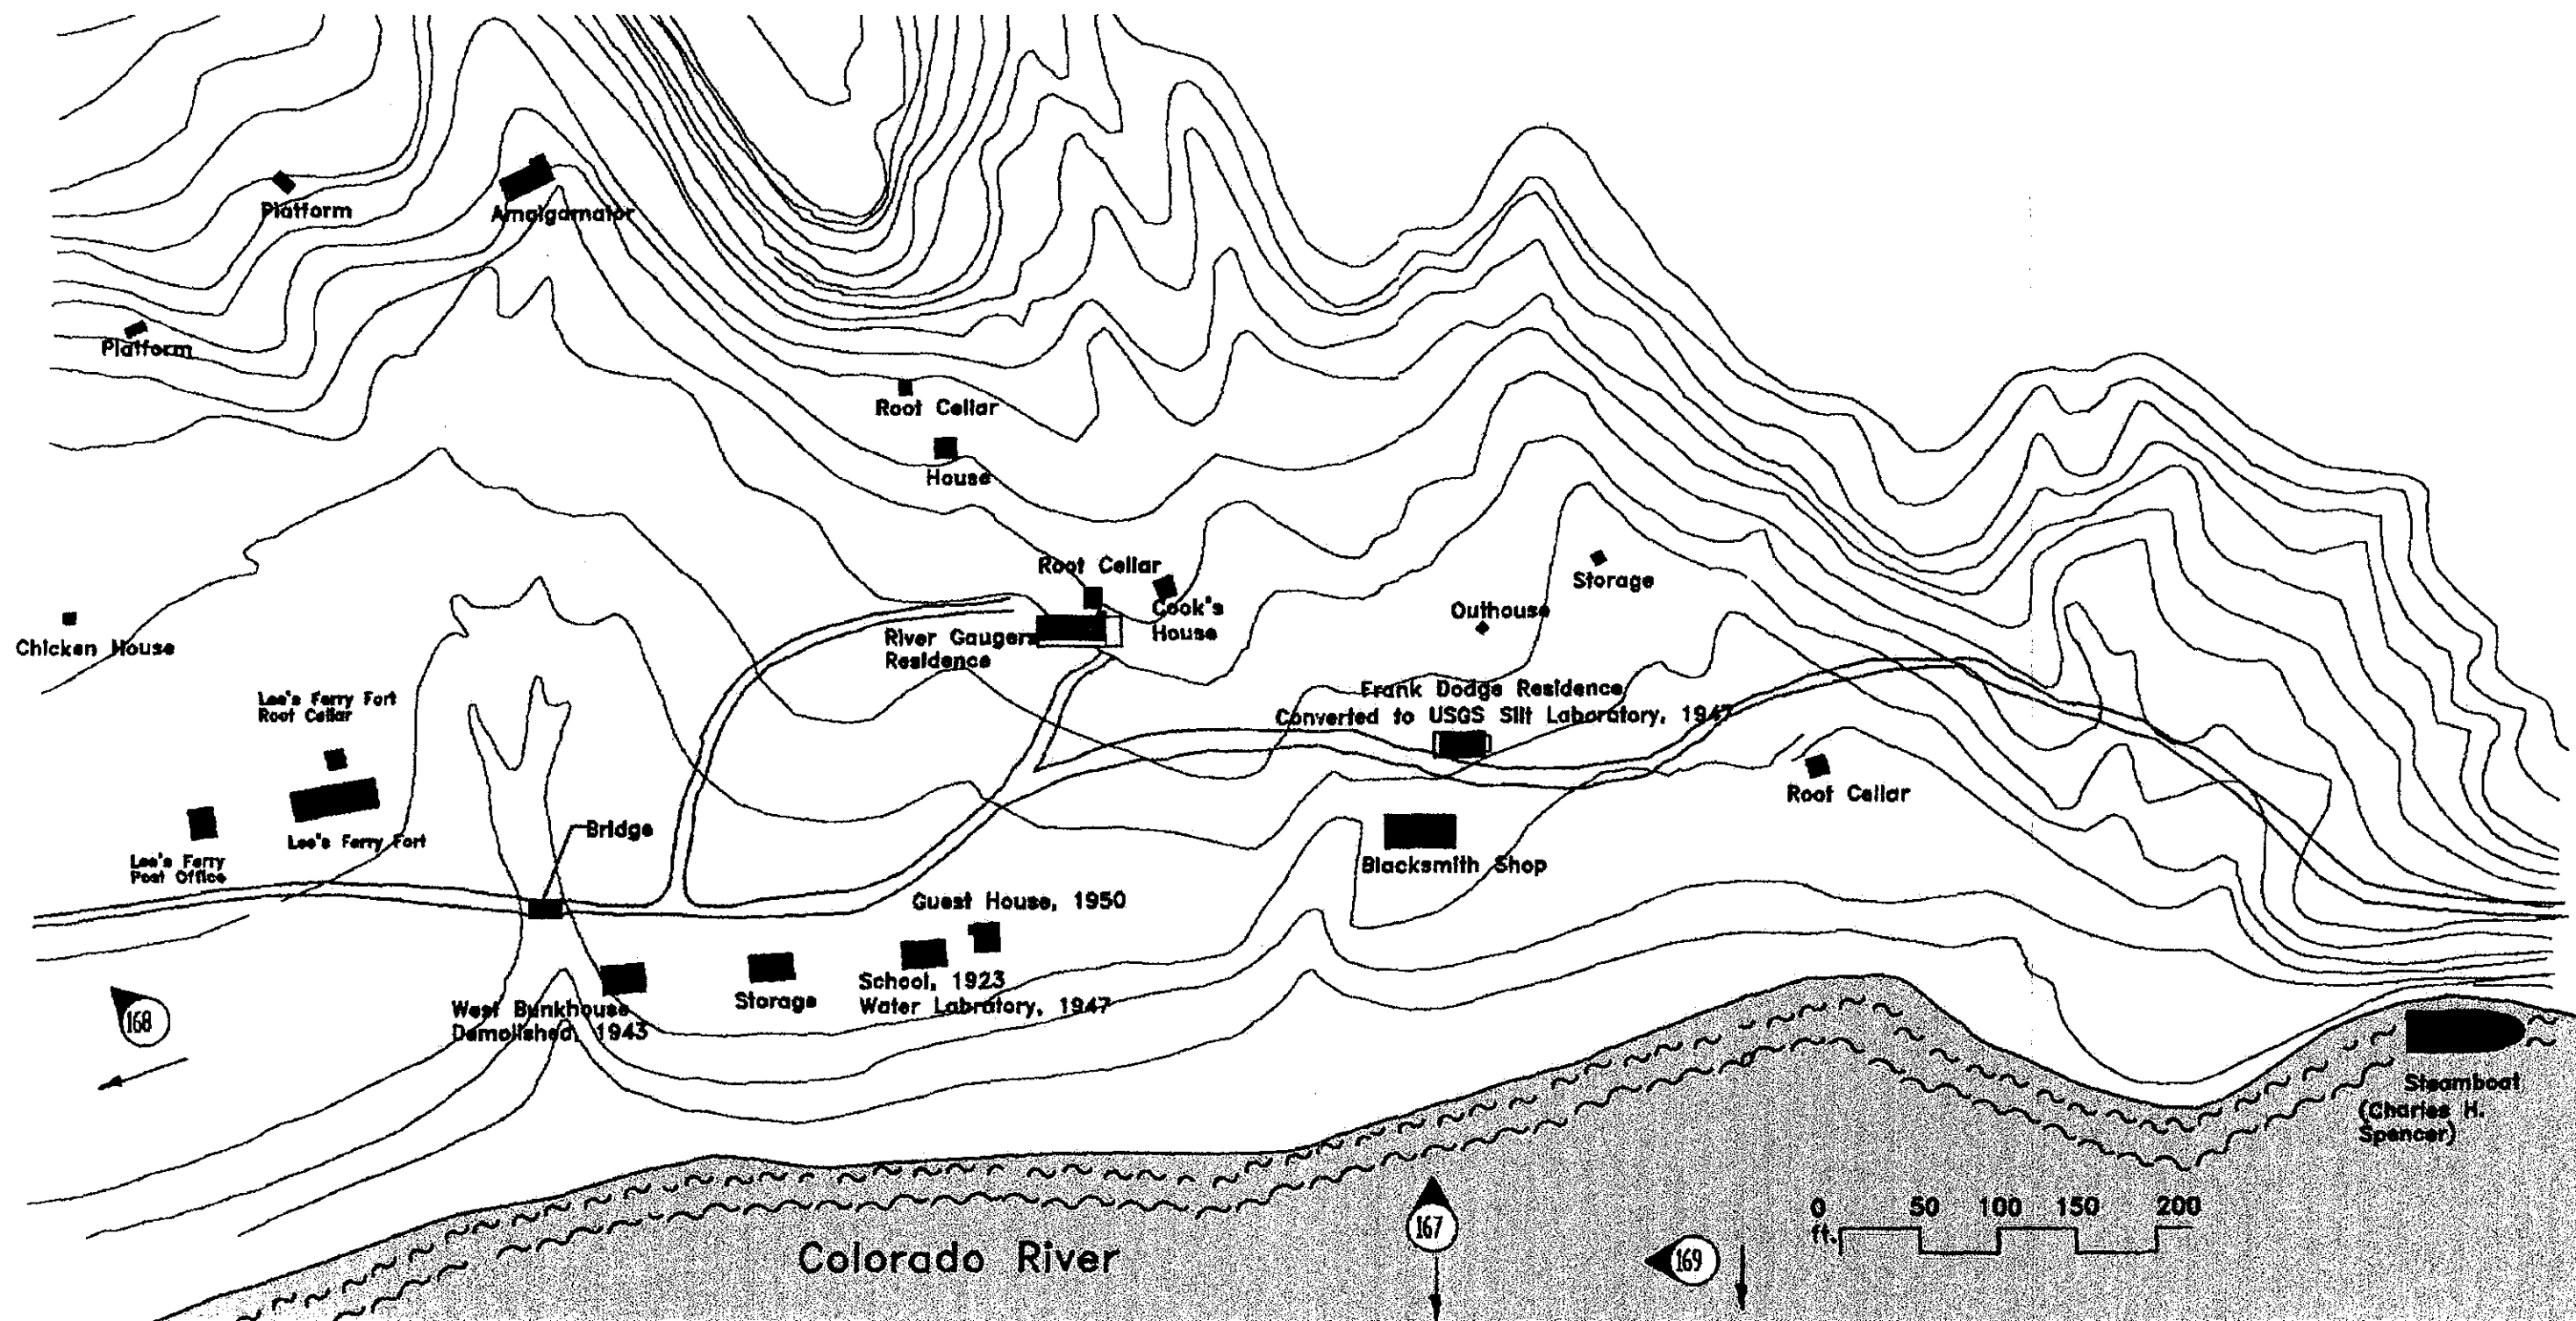 Platform
Amalgamator
Platform
Root Cellar
House
Root Cellar
Cook's
House
Storage
Outhouse
Chicken House
River Gaugers
Residence
Lee's Ferry Fort
Root Cellar
Frank Dodge Residence
Converted to USGS Silt Laboratory, 1947
Root Cellar
Bridge
Lee's Ferry Fort
Lee's Ferry
Post Office
Blacksmith Shop
Guest House, 1950
School, 1923
Water Labratory, 1947
Storage
West Bunkhouse
Demolished, 1943
168
Steamboat
(Charles H.
Spencer)
167
169
0 50 100 150 200
ft.
Colorado River